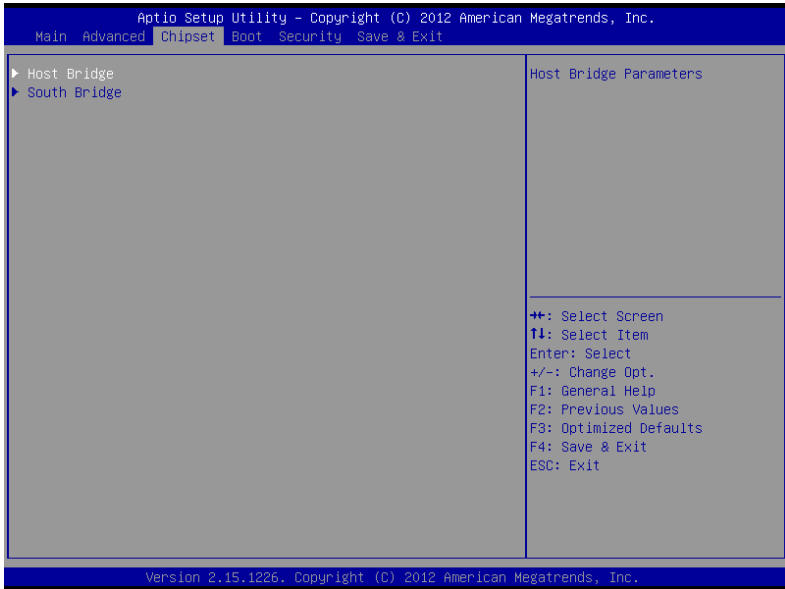 Aptio Setup Utility – Copyright (C) 2012 American Megatrends, Inc.
Main Advanced Chipset Boot Security Save & Exit
▶ Host Bridge
▶ South Bridge
Host Bridge Parameters
→←: Select Screen
↑↓: Select Item
Enter: Select
+/-: Change Opt.
F1: General Help
F2: Previous Values
F3: Optimized Defaults
F4: Save & Exit
ESC: Exit
Version 2.15.1226. Copyright (C) 2012 American Megatrends, Inc.